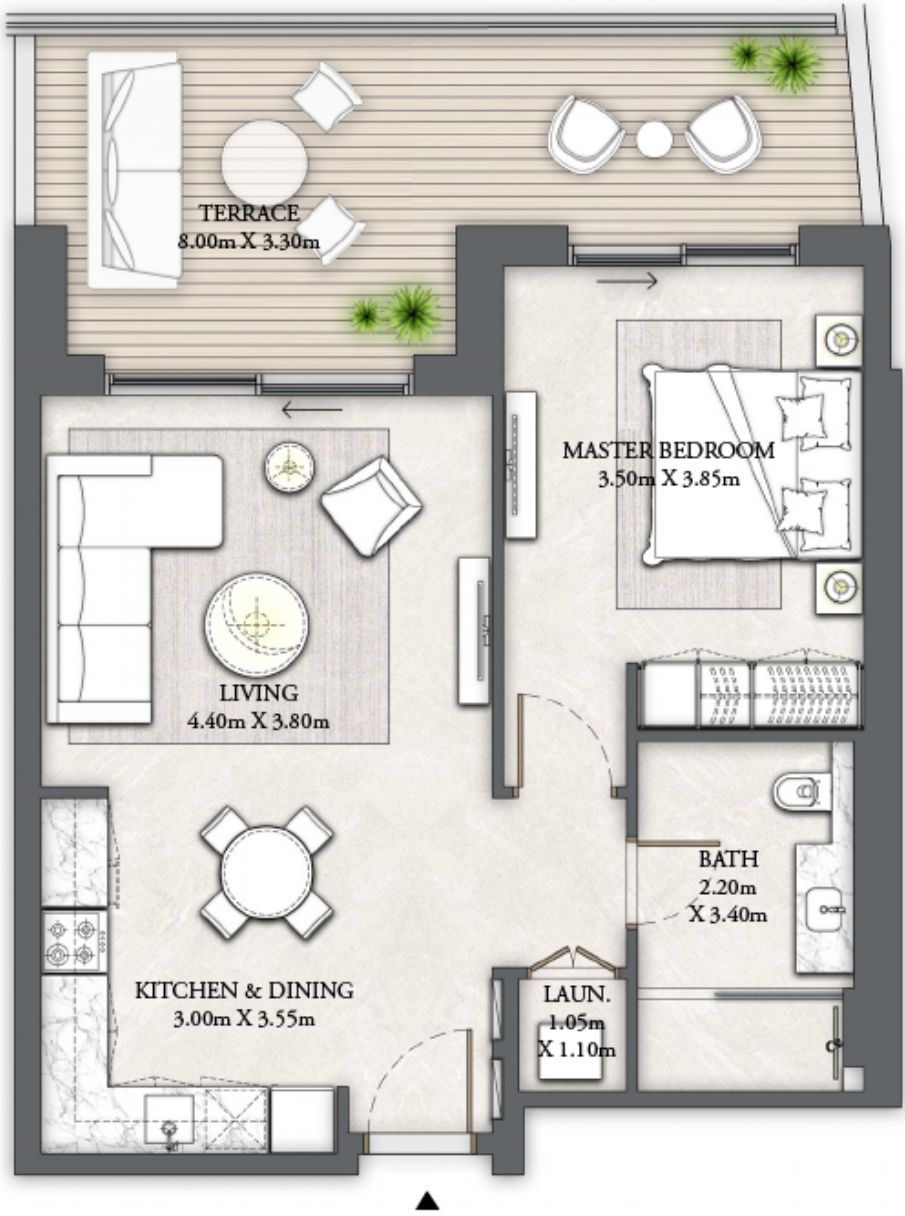 TERRACE
8.00m X 3.30m
MASTER BEDROOM
3.50m X 3.85m
LIVING
4.40m X 3.80m
BATH
2.20m
X 3.40m
KITCHEN & DINING
3.00m X 3.55m
LAUN.
1.05m
X 1.10m